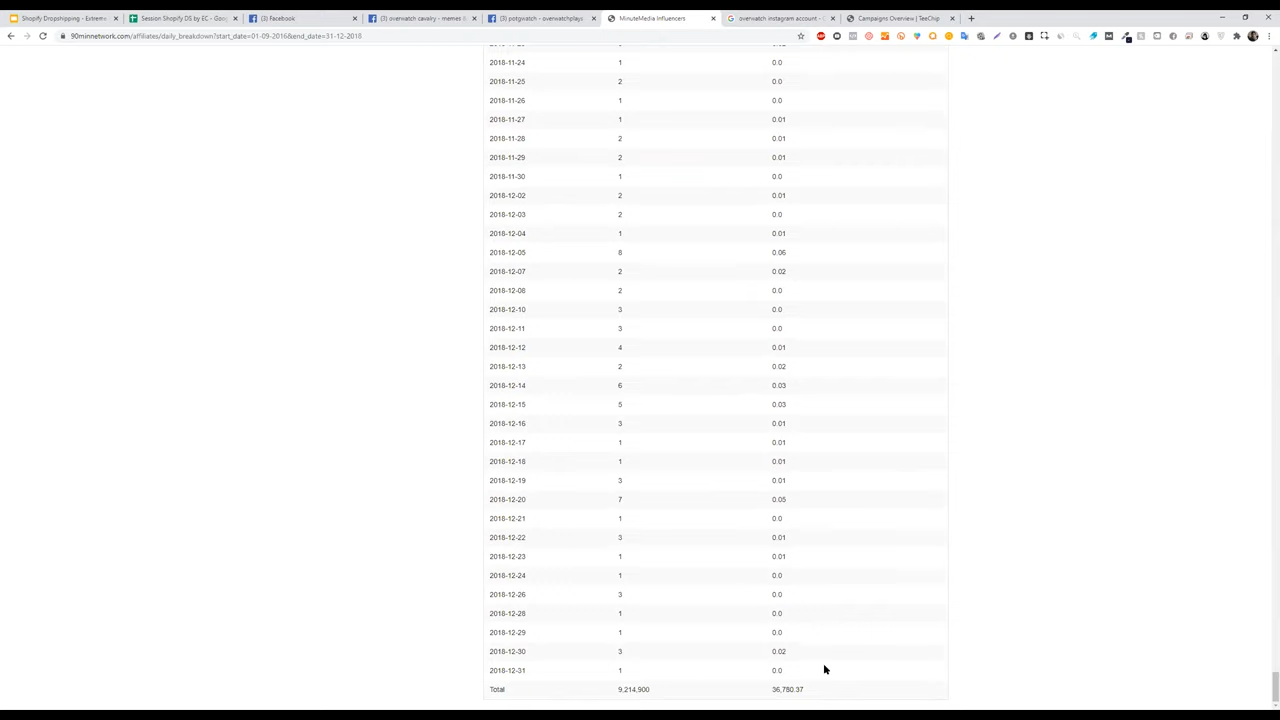 Shopify Dropshipping - Extrem
Session Shopify DS by EC - Goog
(3) Facebook
(3) overwatch cavalry - memes &
(3) potgwatch - overwatchplays
MinuteMedia Influencers
overwatch instagram account -
Campaigns Overview | TeeChip
90minnetwork.com/affiliates/daily_breakdown?start_date=01-09-2016&end_date=31-12-2018
2018-11-24 1 0.0
2018-11-25 2 0.0
2018-11-26 1 0.0
2018-11-27 1 0.01
2018-11-28 2 0.01
2018-11-29 2 0.01
2018-11-30 1 0.0
2018-12-02 2 0.01
2018-12-03 2 0.0
2018-12-04 1 0.01
2018-12-05 8 0.06
2018-12-07 2 0.02
2018-12-08 2 0.0
2018-12-10 3 0.0
2018-12-11 3 0.0
2018-12-12 4 0.01
2018-12-13 2 0.02
2018-12-14 6 0.03
2018-12-15 5 0.03
2018-12-16 3 0.01
2018-12-17 1 0.01
2018-12-18 1 0.01
2018-12-19 3 0.01
2018-12-20 7 0.05
2018-12-21 1 0.0
2018-12-22 3 0.01
2018-12-23 1 0.01
2018-12-24 1 0.0
2018-12-26 3 0.0
2018-12-28 1 0.0
2018-12-29 1 0.0
2018-12-30 3 0.02
2018-12-31 1 0.0
Total 9,214,900 36,780.37